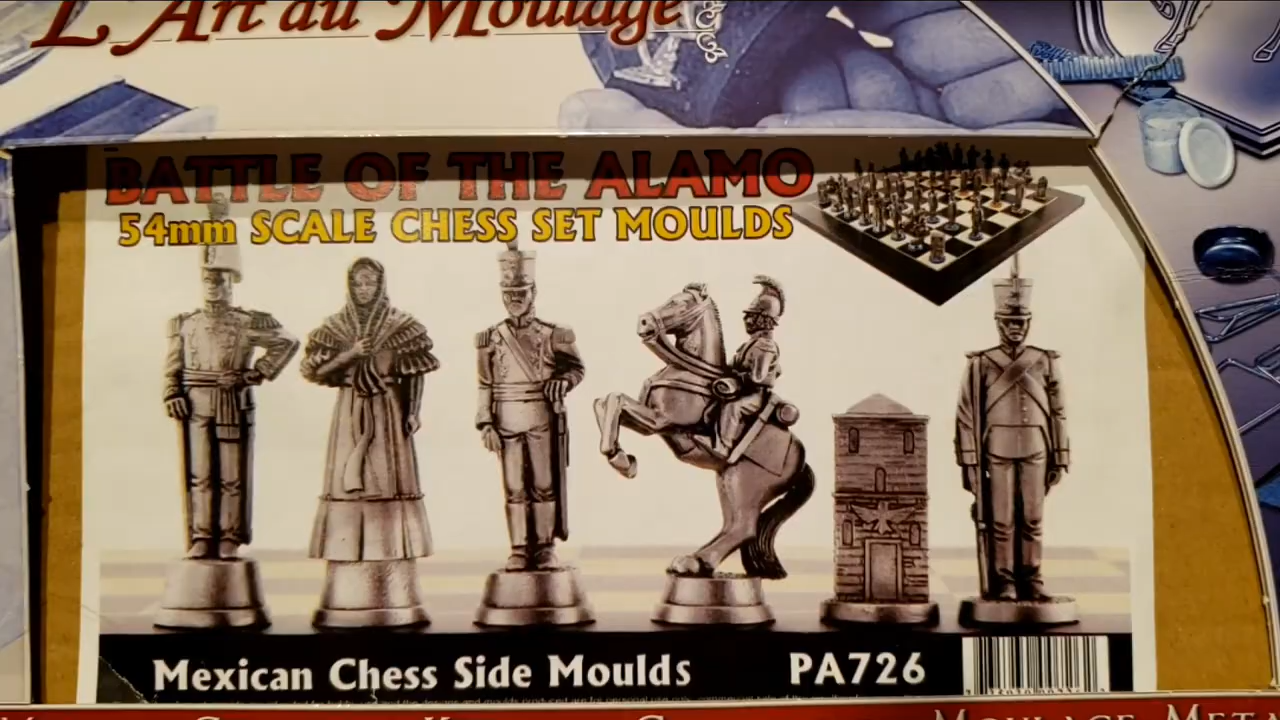 L'Art du Moulage
BATTLE OF THE ALAMO
54mm SCALE CHESS SET MOULDS
Mexican Chess Side Moulds PA726